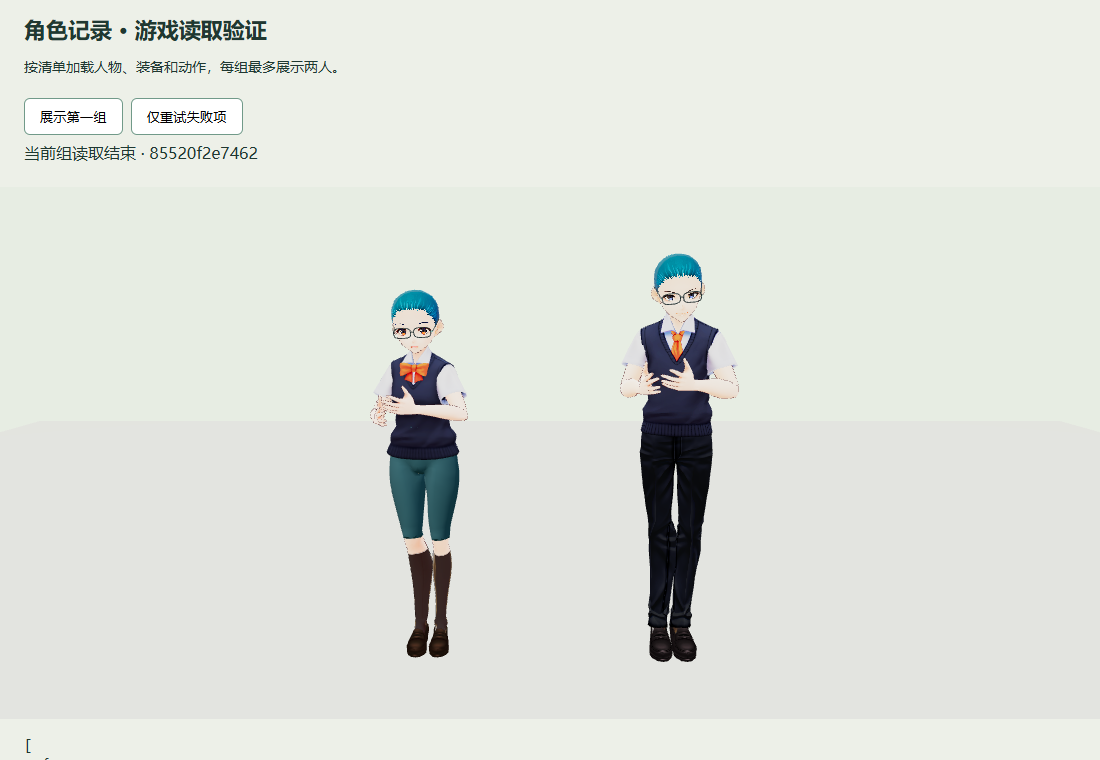 角色记录 • 游戏读取验证
按清单加载人物、装备和动作，每组最多展示两人。
展示第一组 仅重试失败项
当前组读取结束 · 85520f2e7462
[